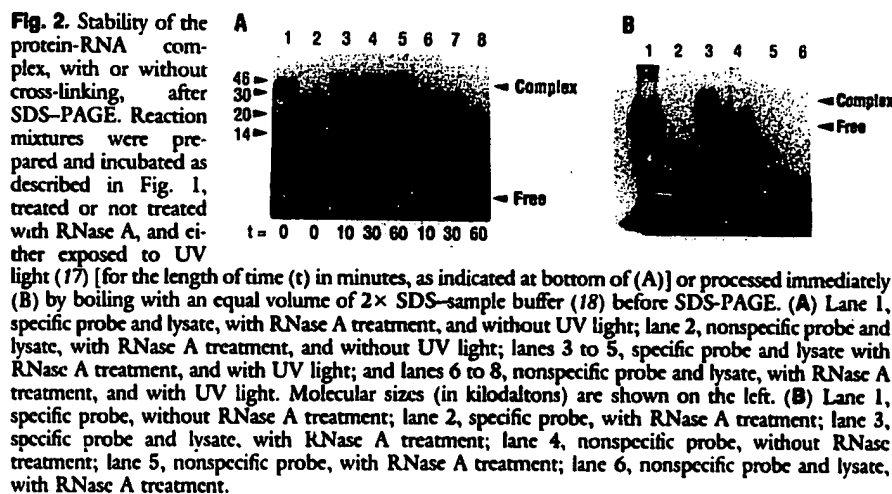 Fig. 2. Stability of the
protein-RNA com-
plex, with or without
cross-linking, after
SDS–PAGE. Reaction
mixtures were pre-
pared and incubated as
described in Fig. 1,
treated or not treated
with RNase A, and ei-
ther exposed to UV
light (17) [for the length of time (t) in minutes, as indicated at bottom of (A)] or processed immediately
(B) by boiling with an equal volume of 2× SDS–sample buffer (18) before SDS-PAGE. (A) Lane 1,
specific probe and lysate, with RNase A treatment, and without UV light; lane 2, nonspecific probe and
lysate, with RNase A treatment, and without UV light; lanes 3 to 5, specific probe and lysate with
RNase A treatment, and with UV light; and lanes 6 to 8, nonspecific probe and lysate, with RNase A
treatment, and with UV light. Molecular sizes (in kilodaltons) are shown on the left. (B) Lane 1,
specific probe, without RNase A treatment; lane 2, specific probe, with RNase A treatment; lane 3,
specific probe and lysate, with RNase A treatment; lane 4, nonspecific probe, without RNase
treatment; lane 5, nonspecific probe, with RNase A treatment; lane 6, nonspecific probe and lysate,
with RNase A treatment.
A
1 2 3 4 5 6 7 8
46
30
20
14
Complex
Free
t = 0 0 10 30 60 10 30 60
B
1 2 3 4 5 6
Complex
Free